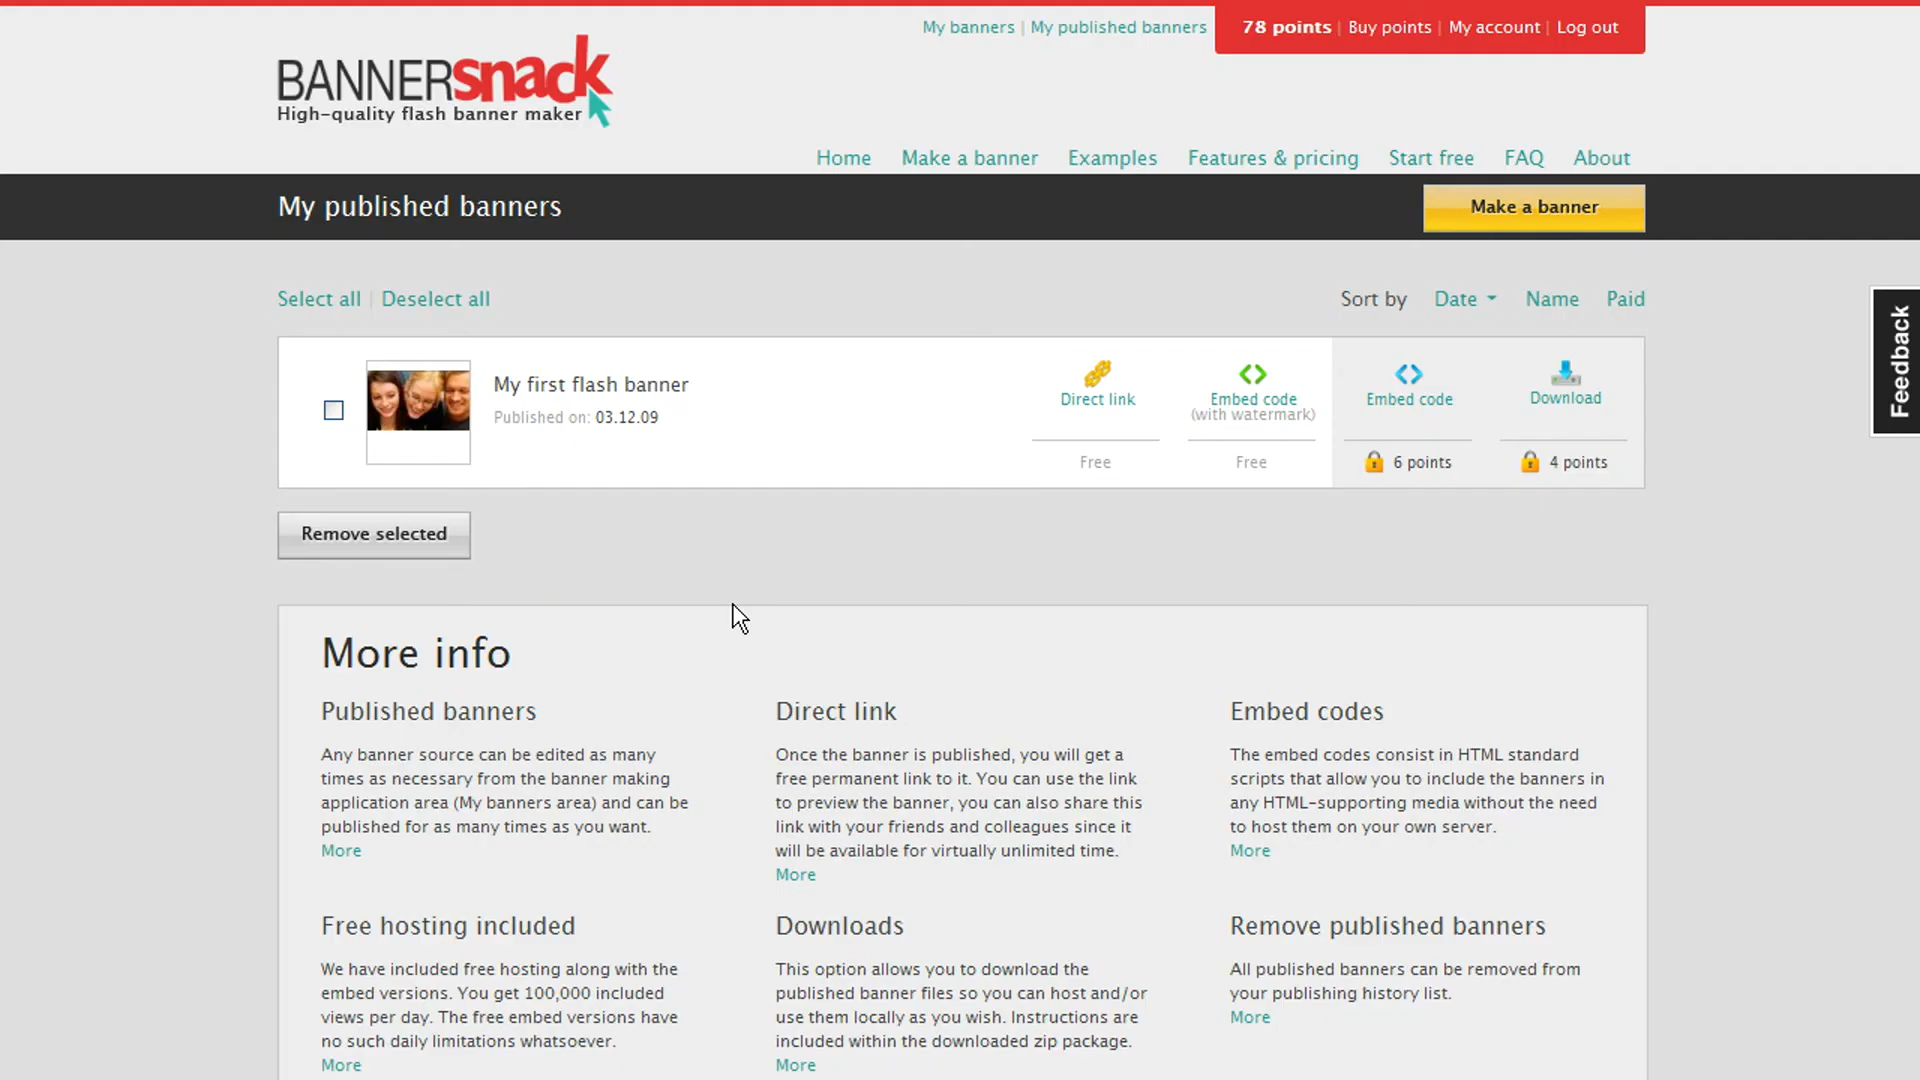 My banners | My published banners
78 points | Buy points | My account | Log out
BANNERsnack
High-quality flash banner maker
Home Make a banner Examples Features & pricing Start free FAQ About
My published banners
Make a banner
Select all | Deselect all
Sort by Date Name Paid
Feedback
My first flash banner
Published on: 03.12.09
Direct link
Free
Embed code
(with watermark)
Free
Embed code
6 points
Download
4 points
Remove selected
More info
Published banners
Any banner source can be edited as many
times as necessary from the banner making
application area (My banners area) and can be
published for as many times as you want.
More
Direct link
Once the banner is published, you will get a
free permanent link to it. You can use the link
to preview the banner, you can also share this
link with your friends and colleagues since it
will be available for virtually unlimited time.
More
Embed codes
The embed codes consist in HTML standard
scripts that allow you to include the banners in
any HTML-supporting media without the need
to host them on your own server.
More
Free hosting included
We have included free hosting along with the
embed versions. You get 100,000 included
views per day. The free embed versions have
no such daily limitations whatsoever.
More
Downloads
This option allows you to download the
published banner files so you can host and/or
use them locally as you wish. Instructions are
included within the downloaded zip package.
More
Remove published banners
All published banners can be removed from
your publishing history list.
More